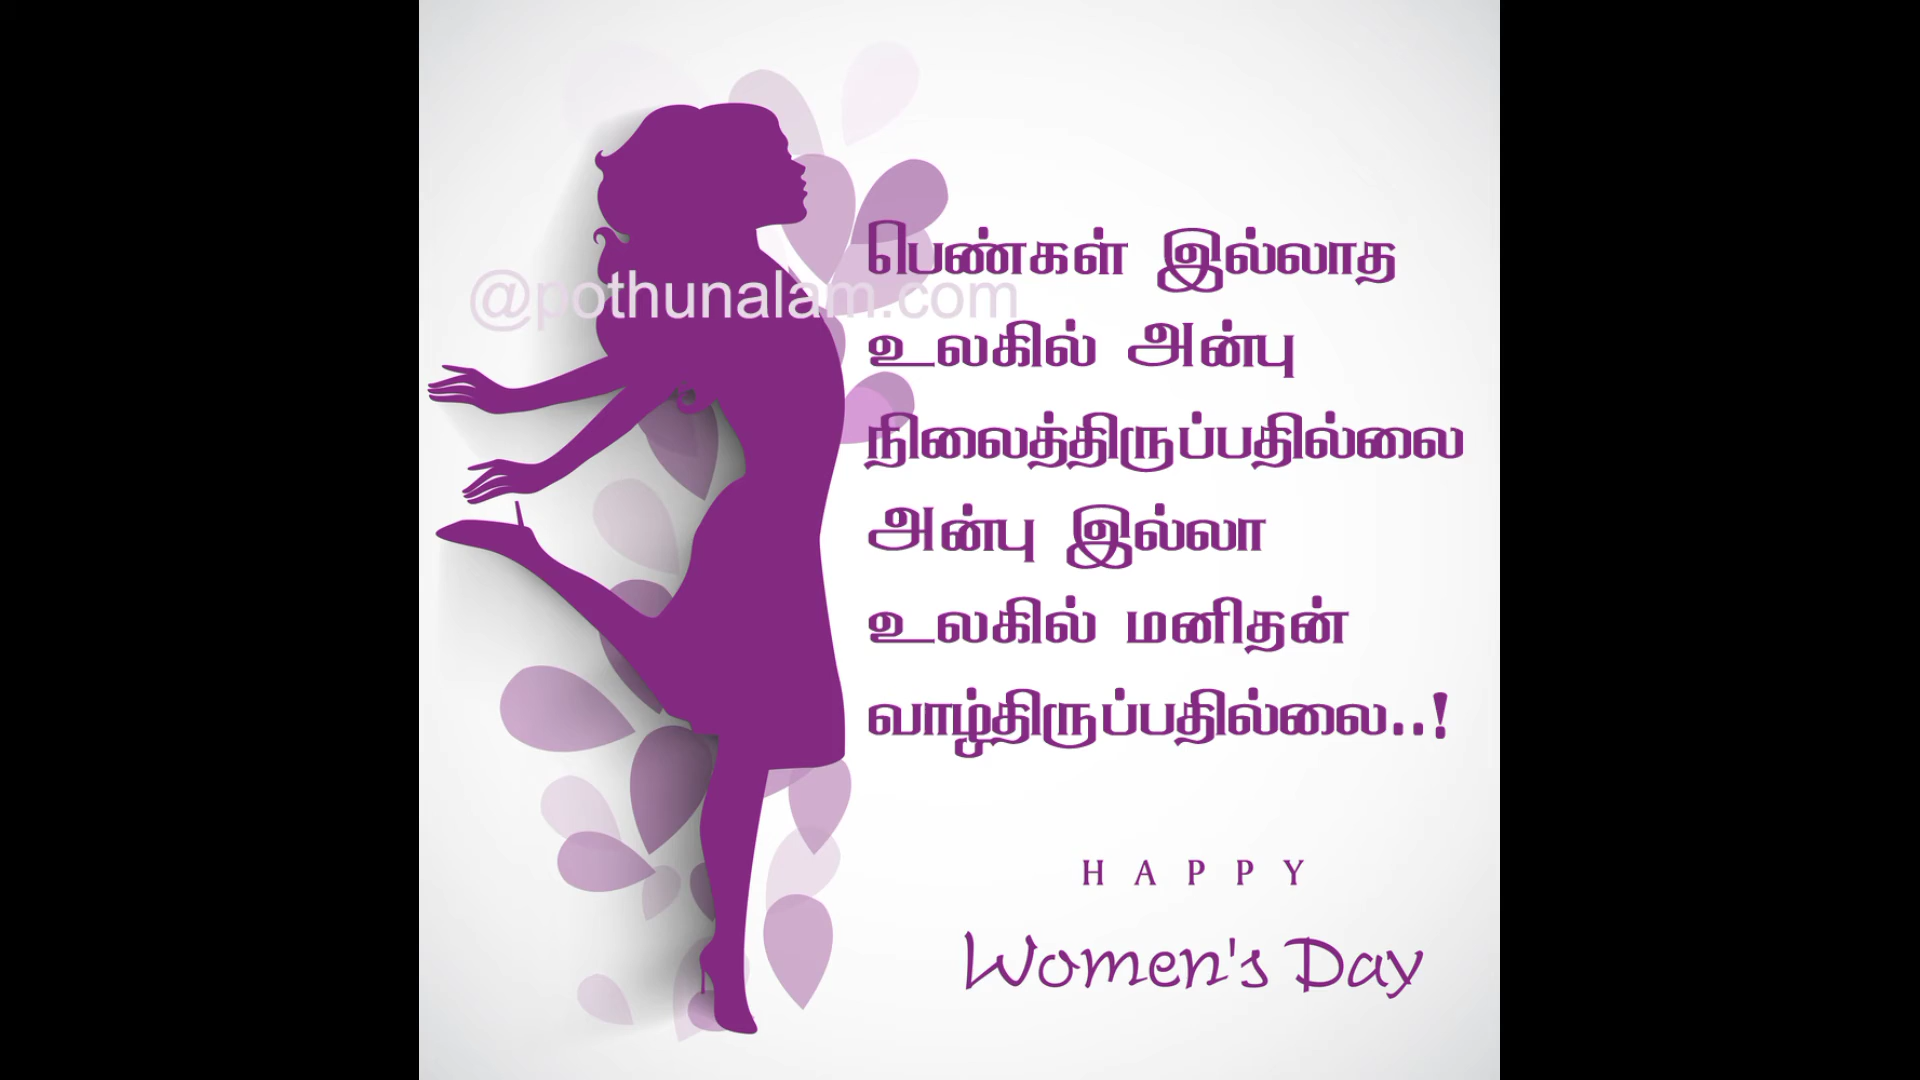 பெண்கள் இல்லாத
@pothunalam.com
உலகில் அன்பு
நிலைத்திருப்பதில்லை
அன்பு இல்லா
உலகில் மனிதன்
வாழ்திருப்பதில்லை..!
HAPPY
Women's Day